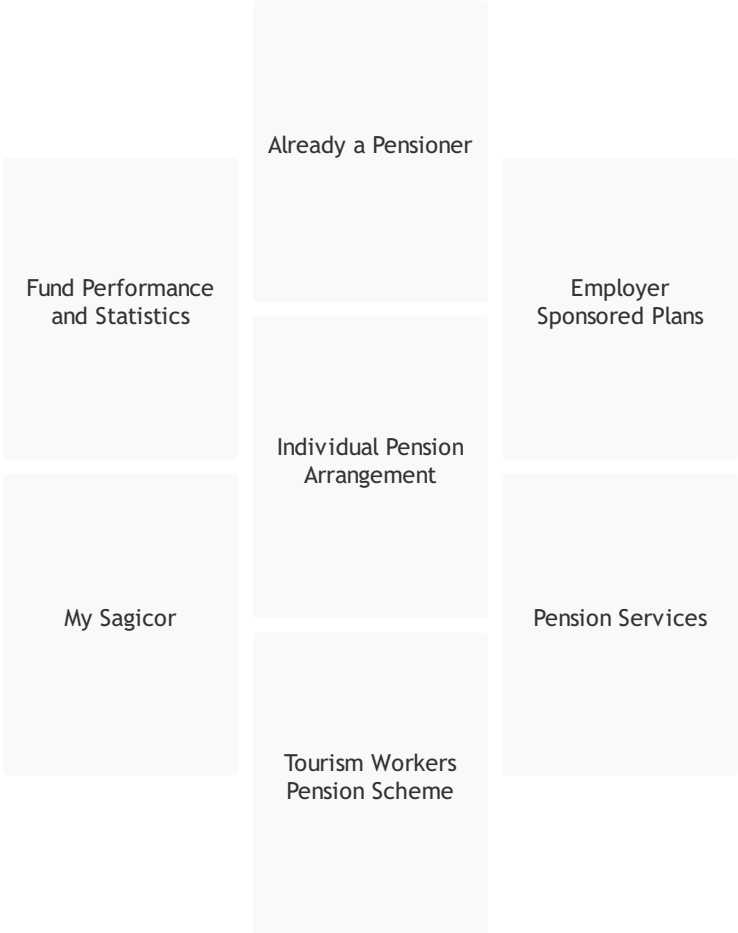 Already a Pensioner
Fund Performance
and Statistics
Employer
Sponsored Plans
Individual Pension
Arrangement
My Sagicor
Pension Services
Tourism Workers
Pension Scheme